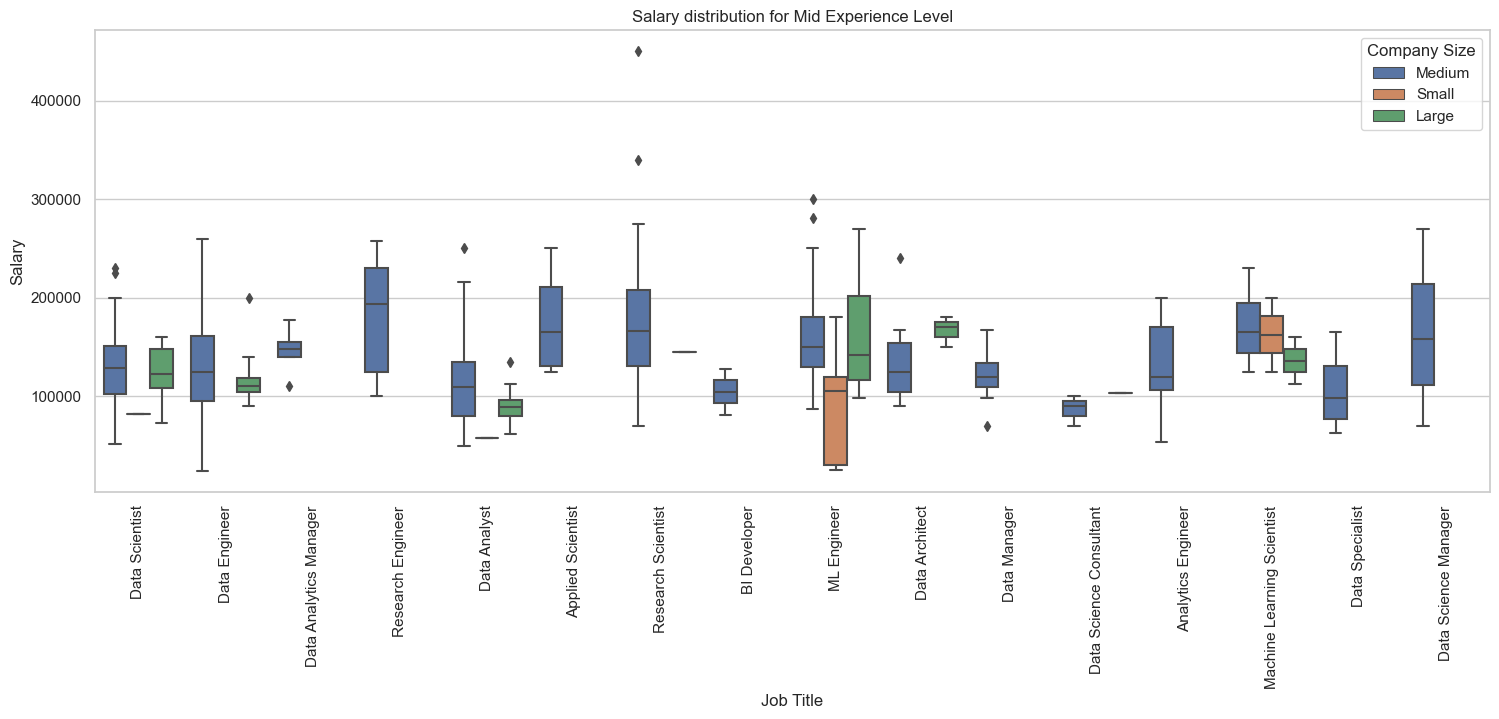 Salary distribution for Mid Experience Level
Company Size
Medium
Small
Large
Salary
400000
300000
200000
100000
Data Scientist
Data Engineer
Data Analytics Manager
Research Engineer
Data Analyst
Applied Scientist
Research Scientist
BI Developer
ML Engineer
Data Architect
Data Manager
Data Science Consultant
Analytics Engineer
Machine Learning Scientist
Data Specialist
Data Science Manager
Job Title